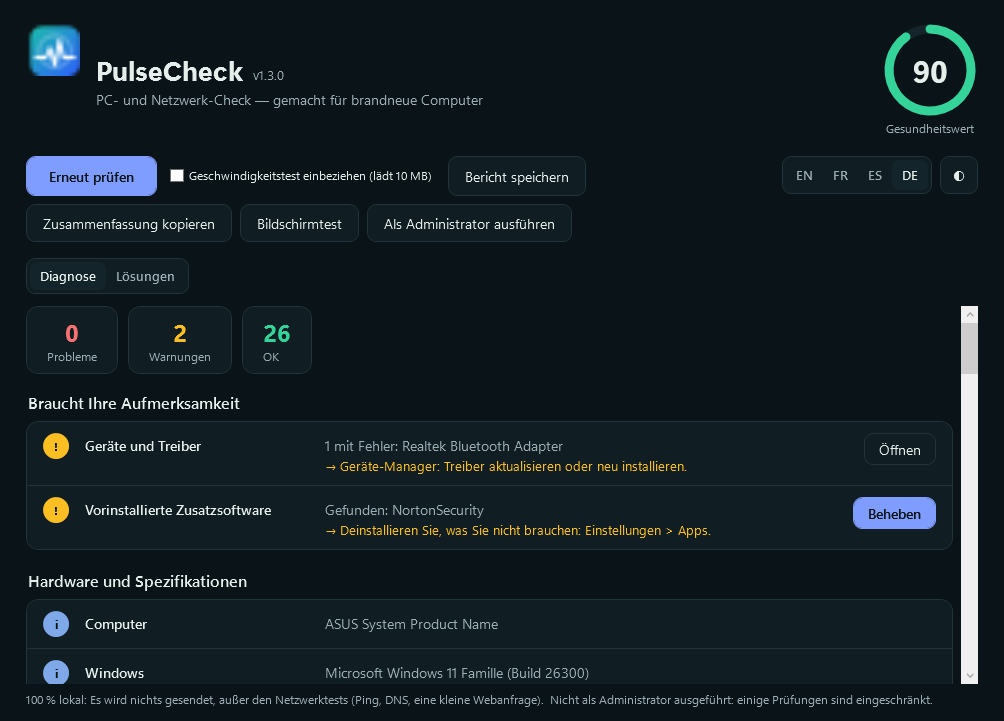 PulseCheck v1.3.0
PC- und Netzwerk-Check — gemacht für brandneue Computer
90
Gesundheitswert
Erneut prüfen
Geschwindigkeitstest einbeziehen (lädt 10 MB)
Bericht speichern
EN FR ES DE
Zusammenfassung kopieren
Bildschirmtest
Als Administrator ausführen
Diagnose Lösungen
0
Probleme
2
Warnungen
26
OK
Braucht Ihre Aufmerksamkeit
! Geräte und Treiber
1 mit Fehler: Realtek Bluetooth Adapter
→ Geräte-Manager: Treiber aktualisieren oder neu installieren.
Öffnen
! Vorinstallierte Zusatzsoftware
Gefunden: NortonSecurity
→ Deinstallieren Sie, was Sie nicht brauchen: Einstellungen > Apps.
Beheben
Hardware und Spezifikationen
i Computer ASUS System Product Name
i Windows Microsoft Windows 11 Famille (Build 26300)
100 % lokal: Es wird nichts gesendet, außer den Netzwerktests (Ping, DNS, eine kleine Webanfrage). Nicht als Administrator ausgeführt: einige Prüfungen sind eingeschränkt.